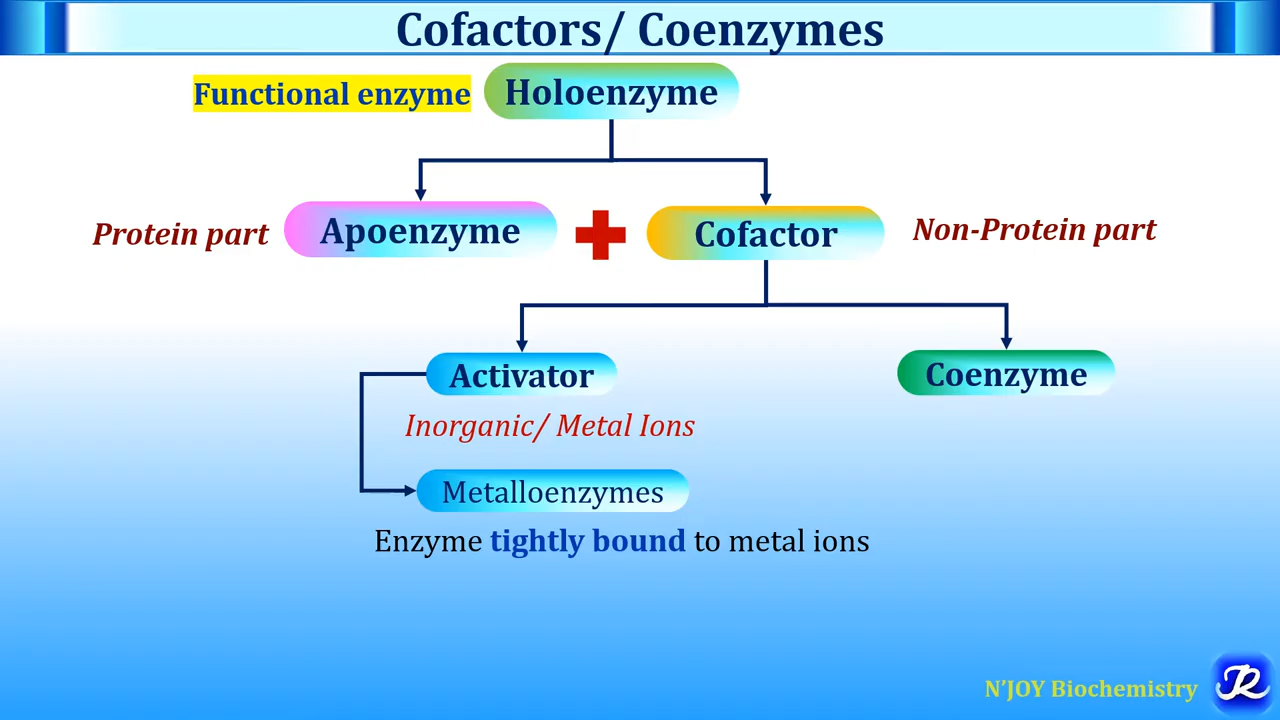 Cofactors/ Coenzymes
Functional enzyme
Holoenzyme
Protein part
Apoenzyme
Cofactor
Non-Protein part
Activator
Coenzyme
Inorganic/ Metal Ions
Metalloenzymes
Enzyme tightly bound to metal ions
N’JOY Biochemistry